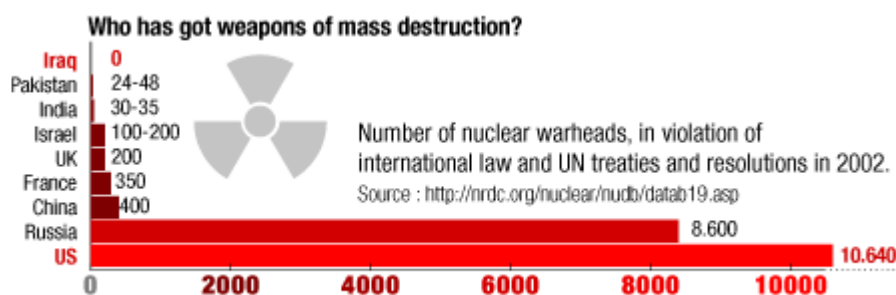 Who has got weapons of mass destruction?
Iraq 0
Pakistan 24-48
India 30-35
Israel 100-200
UK 200
France 350
China 400
Russia 8.600
US 10.640
Number of nuclear warheads, in violation of
international law and UN treaties and resolutions in 2002.
Source : http://nrdc.org/nuclear/nudb/datab19.asp
0 2000 4000 6000 8000 10000